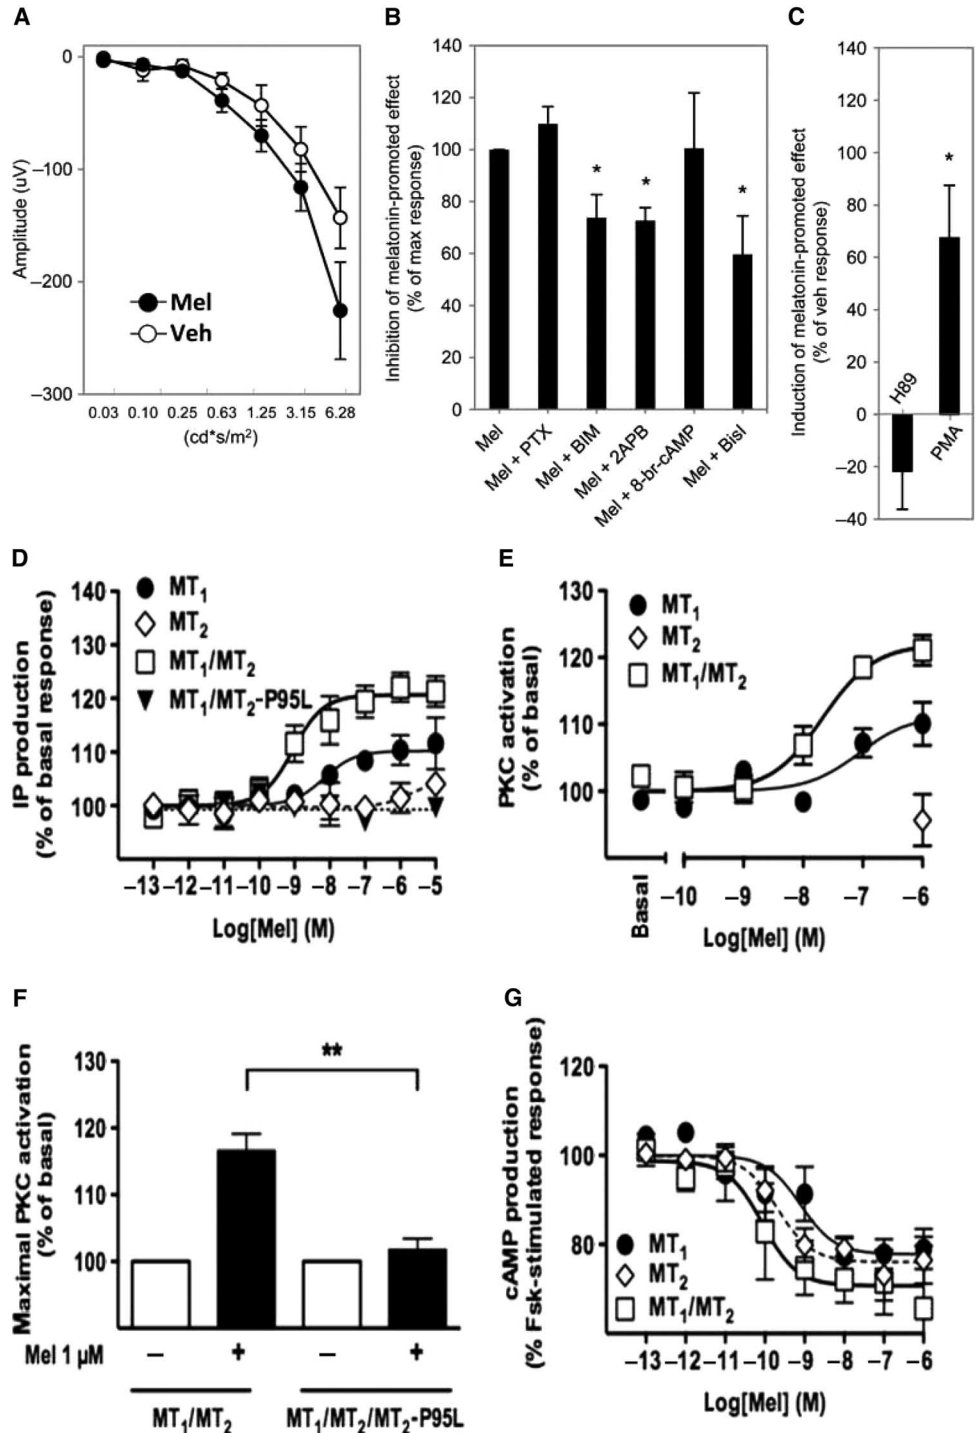 A
0
−100
−200
−300
Amplitude (uV)
Mel
Veh
0.03 0.10 0.25 0.63 1.25 3.15 6.28
(cd*s/m²)
B
140
120
100
80
60
40
20
0
Inhibition of melatonin-promoted effect
(% of max response)
* * *
Mel
Mel + PTX
Mel + BIM
Mel + 2APB
Mel + 8-br-cAMP
Mel + BisI
C
140
120
100
80
60
40
20
0
−20
−40
Induction of melatonin-promoted effect
(% of veh response)
*
H89
PMA
D
140
130
120
110
100
IP production
(% of basal response)
MT₁
MT₂
MT₁/MT₂
MT₁/MT₂-P95L
−13 −12 −11 −10 −9 −8 −7 −6 −5
Log[Mel] (M)
E
130
120
110
100
PKC activation
(% of basal)
MT₁
MT₂
MT₁/MT₂
Basal −10 −9 −8 −7 −6
Log[Mel] (M)
F
130
120
110
100
Maximal PKC activation
(% of basal)
**
Mel 1 µM − + − +
MT₁/MT₂ MT₁/MT₂/MT₂-P95L
G
120
100
80
cAMP production
(% Fsk-stimulated response)
MT₁
MT₂
MT₁/MT₂
−13 −12 −11 −10 −9 −8 −7 −6
Log[Mel] (M)